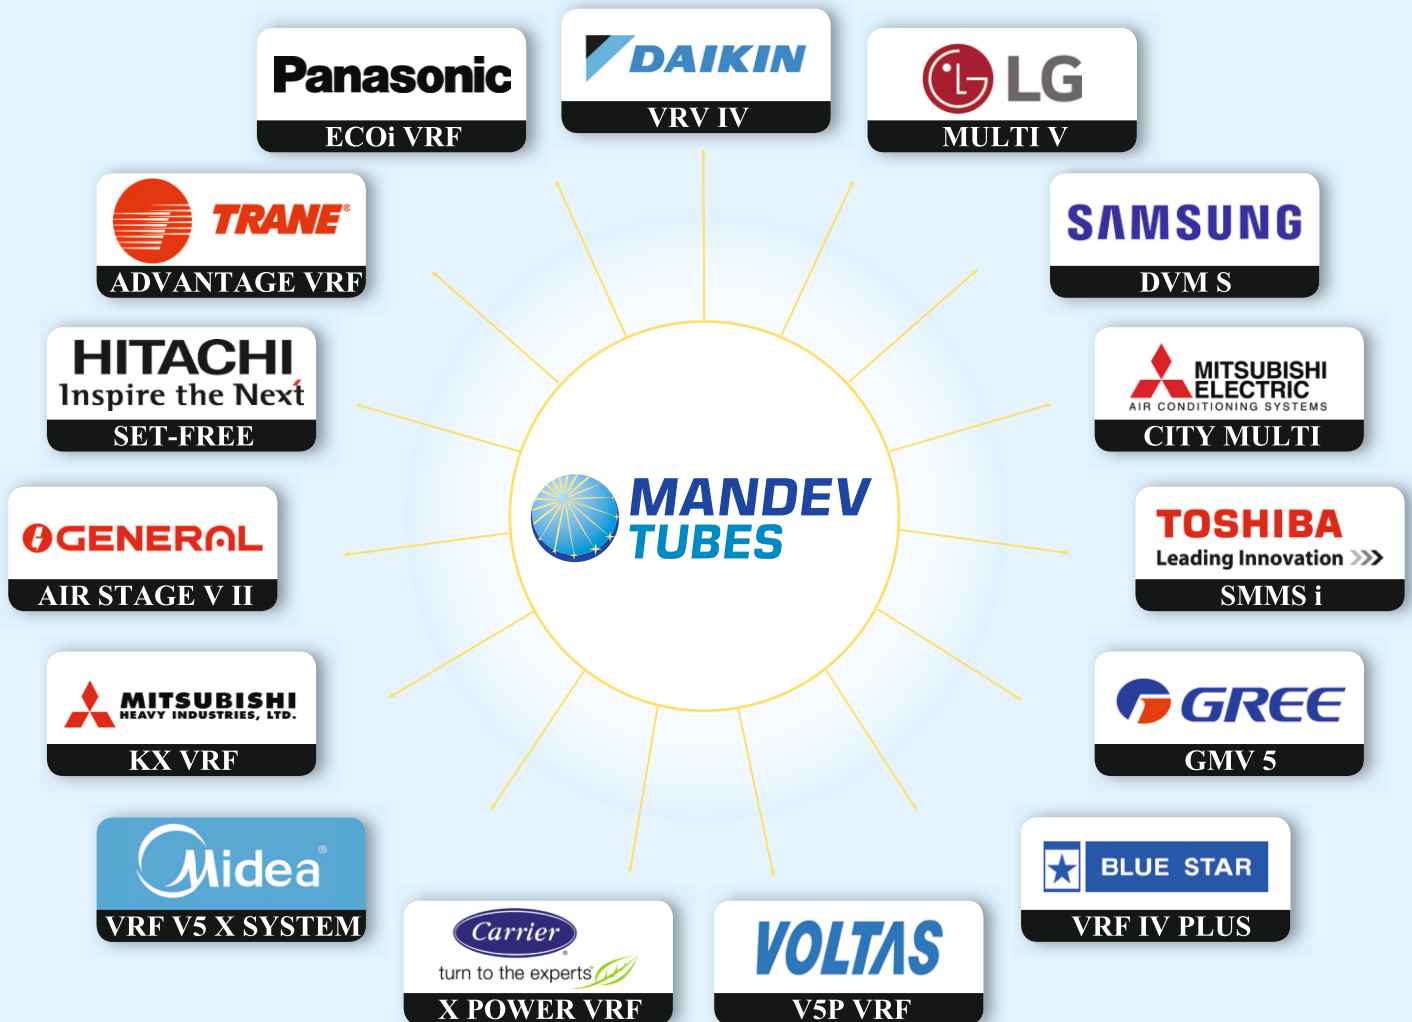 Panasonic
ECOi VRF
DAIKIN
VRV IV
LG
MULTI V
TRANE®
ADVANTAGE VRF
SAMSUNG
DVM S
HITACHI
Inspire the Next
SET-FREE
MITSUBISHI
ELECTRIC
AIR CONDITIONING SYSTEMS
CITY MULTI
MANDEV
TUBES
GENERAL
AIR STAGE V II
TOSHIBA
Leading Innovation >>>
SMMS i
MITSUBISHI
HEAVY INDUSTRIES, LTD.
KX VRF
GREE
GMV 5
Midea®
VRF V5 X SYSTEM
BLUE STAR
VRF IV PLUS
Carrier
turn to the experts
X POWER VRF
VOLTAS
V5P VRF